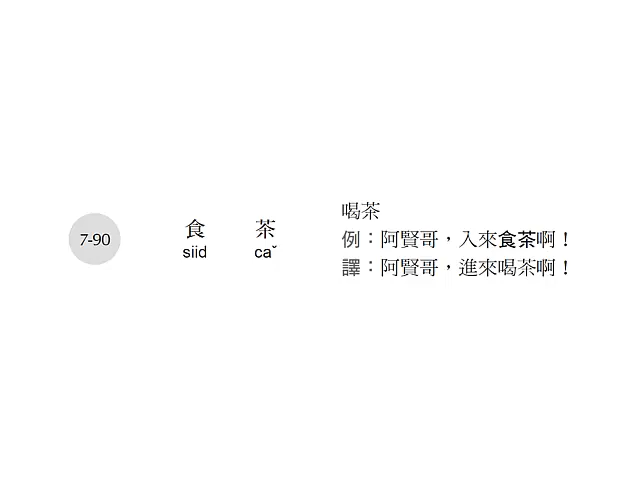 7-90
食 茶
siid caˇ
喝茶
例：阿賢哥，入來食茶啊！
譯：阿賢哥，進來喝茶啊！